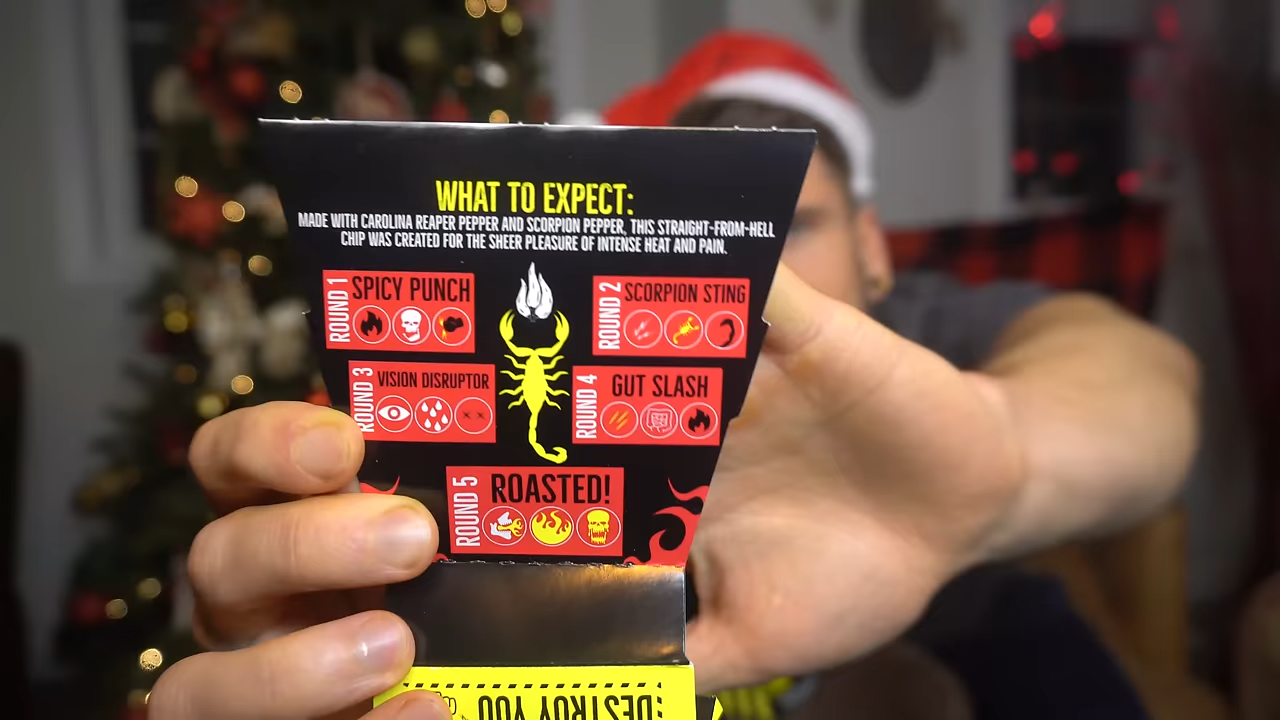 WHAT TO EXPECT:
MADE WITH CAROLINA REAPER PEPPER AND SCORPION PEPPER, THIS STRAIGHT-FROM-HELL
CHIP WAS CREATED FOR THE SHEER PLEASURE OF INTENSE HEAT AND PAIN.
ROUND 1
SPICY PUNCH
ROUND 2
SCORPION STING
ROUND 3
VISION DISRUPTOR
ROUND 4
GUT SLASH
ROUND 5
ROASTED!
DESTROY YOU